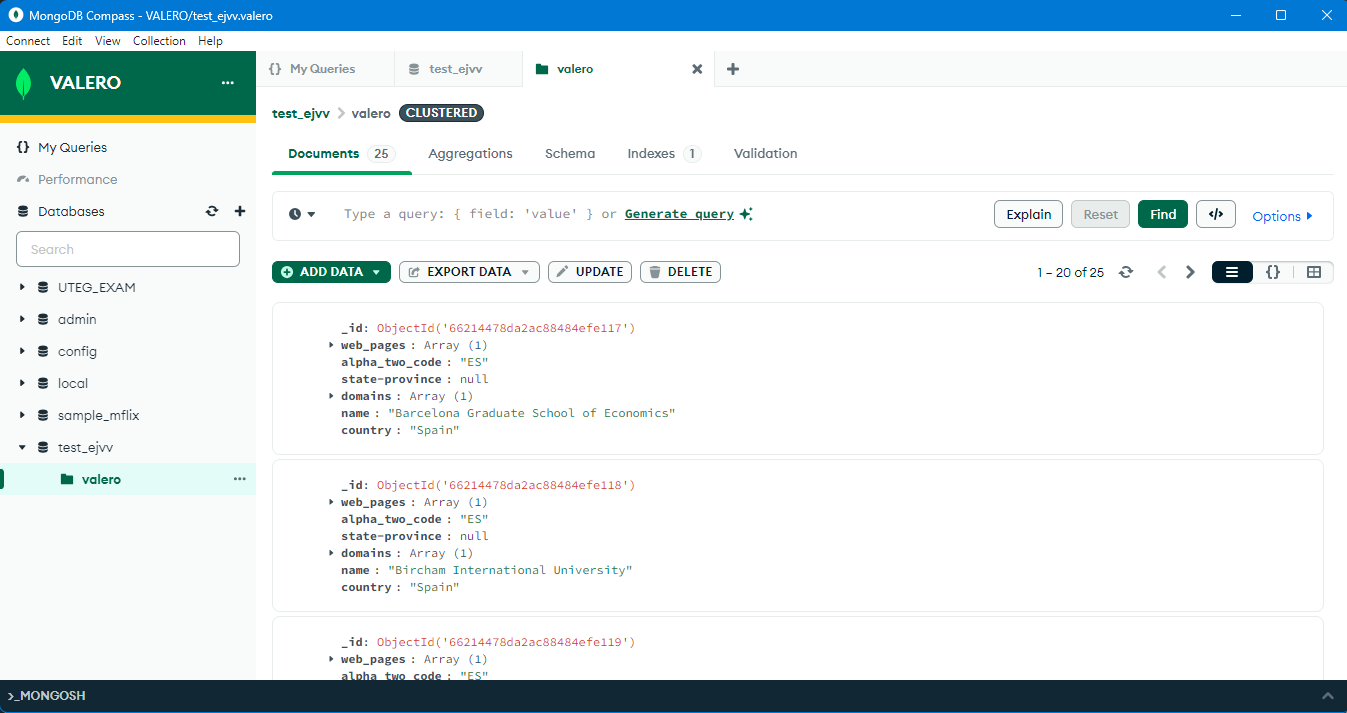 MongoDB Compass - VALERO/test_ejvv.valero
Connect Edit View Collection Help
VALERO
{} My Queries
Performance
Databases
Search
UTEG_EXAM
admin
config
local
sample_mflix
test_ejvv
valero
{} My Queries test_ejvv valero
test_ejvv > valero CLUSTERED
Documents 25 Aggregations Schema Indexes 1 Validation
Type a query: { field: 'value' } or Generate query Explain Reset Find </> Options
ADD DATA EXPORT DATA UPDATE DELETE 1 – 20 of 25 {}
_id: ObjectId('66214478da2ac88484efe117')
web_pages : Array (1)
alpha_two_code : "ES"
state-province : null
domains : Array (1)
name : "Barcelona Graduate School of Economics"
country : "Spain"
_id: ObjectId('66214478da2ac88484efe118')
web_pages : Array (1)
alpha_two_code : "ES"
state-province : null
domains : Array (1)
name : "Bircham International University"
country : "Spain"
_id: ObjectId('66214478da2ac88484efe119')
web_pages : Array (1)
alpha_two_code : "ES"
>_MONGOSH